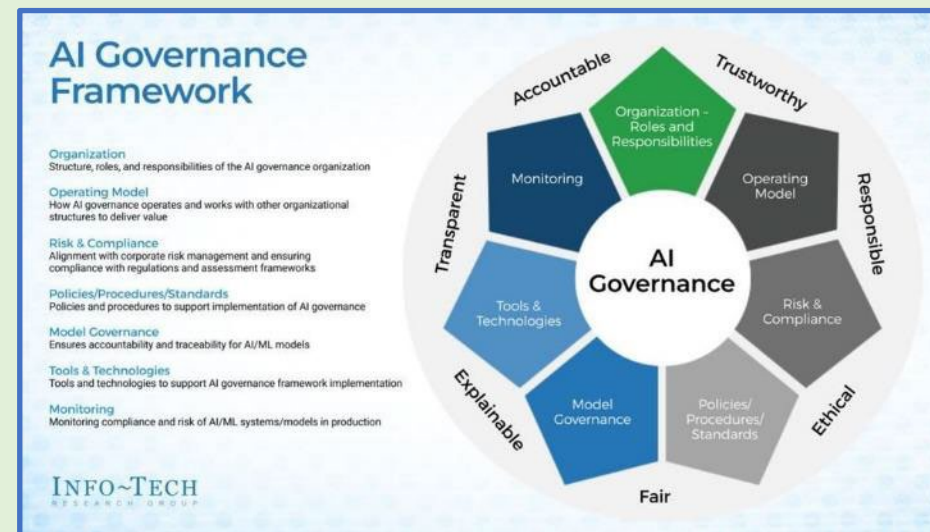 AI Governance
Framework
Organization
Structure, roles, and responsibilities of the AI governance organization
Operating Model
How AI governance operates and works with other organizational
structures to deliver value
Risk & Compliance
Alignment with corporate risk management and ensuring
compliance with regulations and assessment frameworks
Policies/Procedures/Standards
Policies and procedures to support implementation of AI governance
Model Governance
Ensures accountability and traceability for AI/ML models
Tools & Technologies
Tools and technologies to support AI governance framework implementation
Monitoring
Monitoring compliance and risk of AI/ML systems/models in production
INFO~TECH
RESEARCH GROUP
Accountable
Trustworthy
Responsible
Ethical
Fair
Explainable
Transparent
Organization -
Roles and
Responsibilities
Operating
Model
Risk &
Compliance
Policies/
Procedures/
Standards
Model
Governance
Tools &
Technologies
Monitoring
AI
Governance